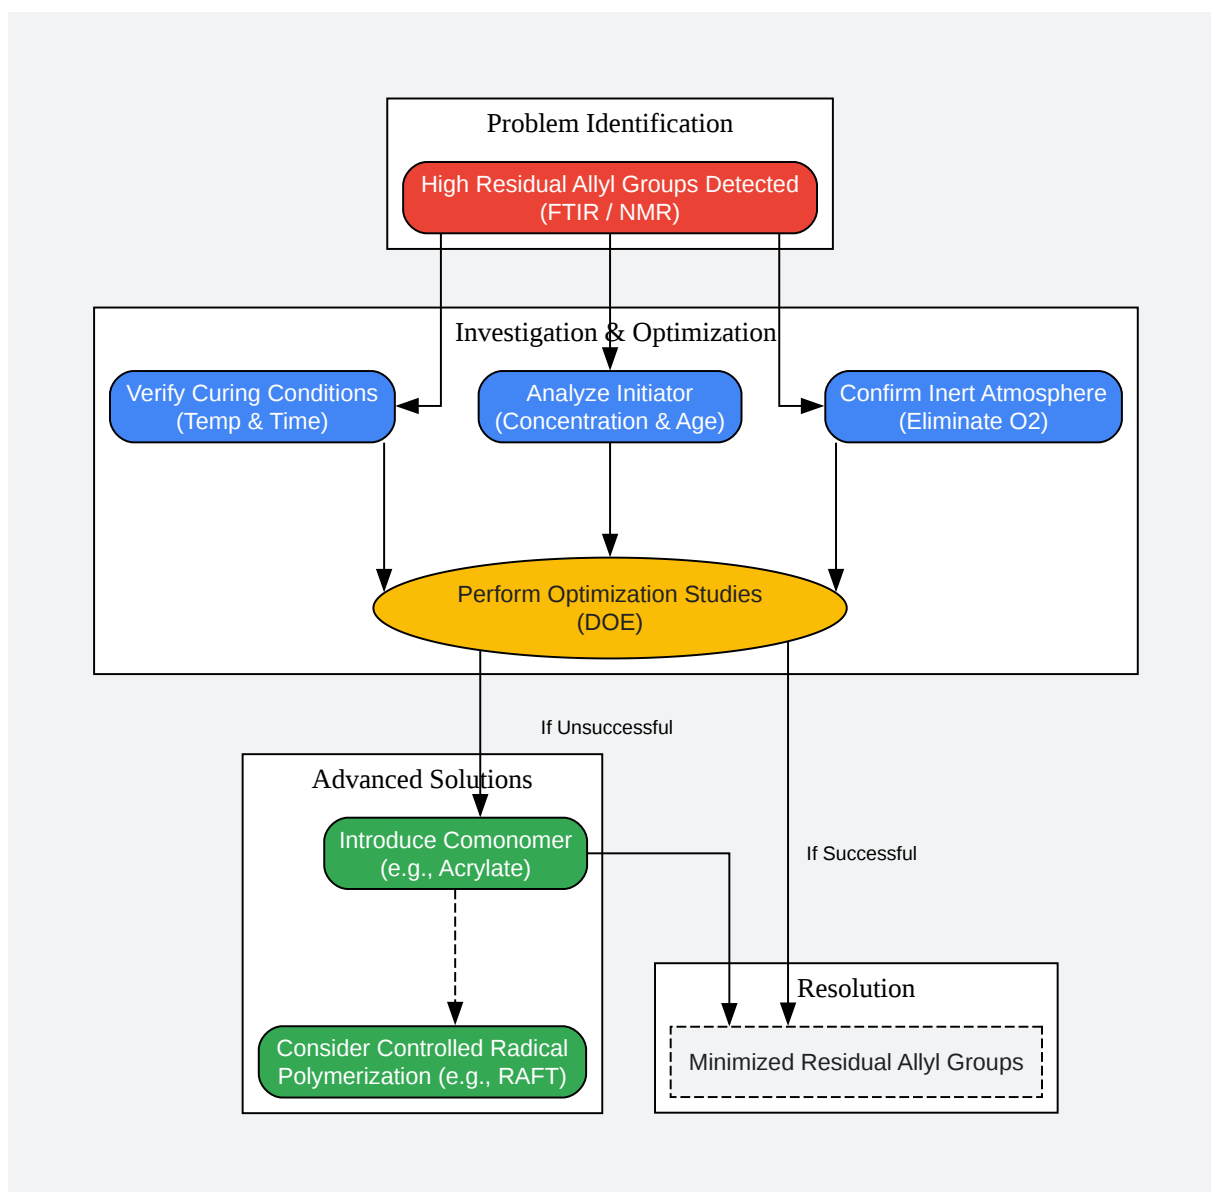 Problem Identification
High Residual Allyl Groups Detected
(FTIR / NMR)
Investigation & Optimization
Verify Curing Conditions
(Temp & Time)
Analyze Initiator
(Concentration & Age)
Confirm Inert Atmosphere
(Eliminate O2)
Perform Optimization Studies
(DOE)
If Unsuccessful
Advanced Solutions
Introduce Comonomer
(e.g., Acrylate)
If Successful
Resolution
Consider Controlled Radical
Polymerization (e.g., RAFT)
Minimized Residual Allyl Groups